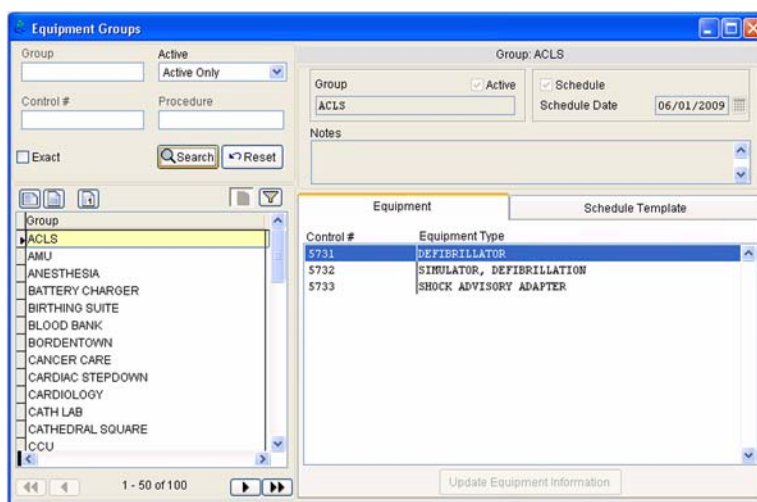 Equipment Groups
Group
Active
Active Only
Control #
Procedure
Exact
Search
Reset
Group
ACLS
AMU
ANESTHESIA
BATTERY CHARGER
BIRTHING SUITE
BLOOD BANK
BORDENTOWN
CANCER CARE
CARDIAC STEPDOWN
CARDIOLOGY
CATH LAB
CATHEDRAL SQUARE
CCU
1 - 50 of 100
Group: ACLS
Group
Active
ACLS
Schedule
Schedule Date
06/01/2009
Notes
Equipment
Schedule Template
Control #
Equipment Type
5731 DEFIBRILLATOR
5732 SIMULATOR, DEFIBRILLATION
5733 SHOCK ADVISORY ADAPTER
Update Equipment Information